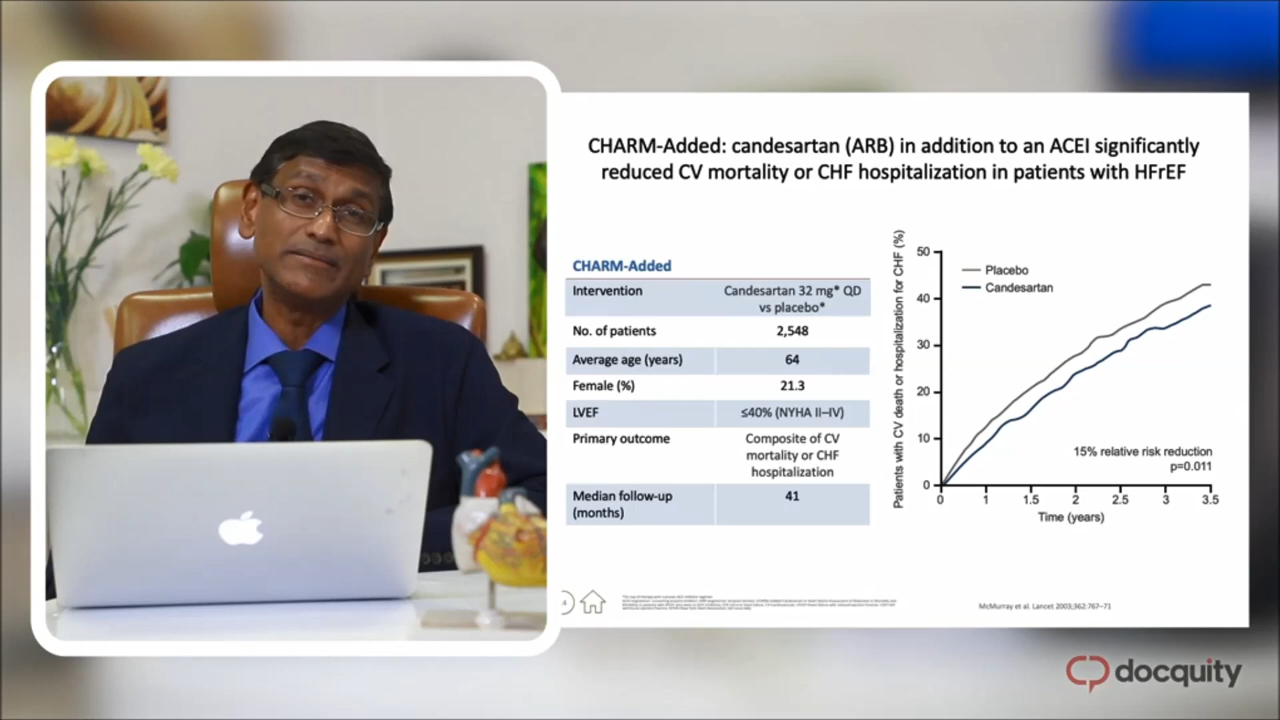 CHARM-Added: candesartan (ARB) in addition to an ACEI significantly
reduced CV mortality or CHF hospitalization in patients with HFrEF
CHARM-Added
Intervention
Candesartan 32 mg* QD
vs placebo*
No. of patients
2,548
Average age (years)
64
Female (%)
21.3
LVEF
≤40% (NYHA II–IV)
Primary outcome
Composite of CV
mortality or CHF
hospitalization
Median follow-up
(months)
41
Patients with CV death or hospitalization for CHF (%)
50
40
30
20
10
0
Placebo
Candesartan
15% relative risk reduction
p=0.011
0
1
1.5
2
2.5
3
3.5
Time (years)
McMurray et al. Lancet 2003;362:767–71
docquity